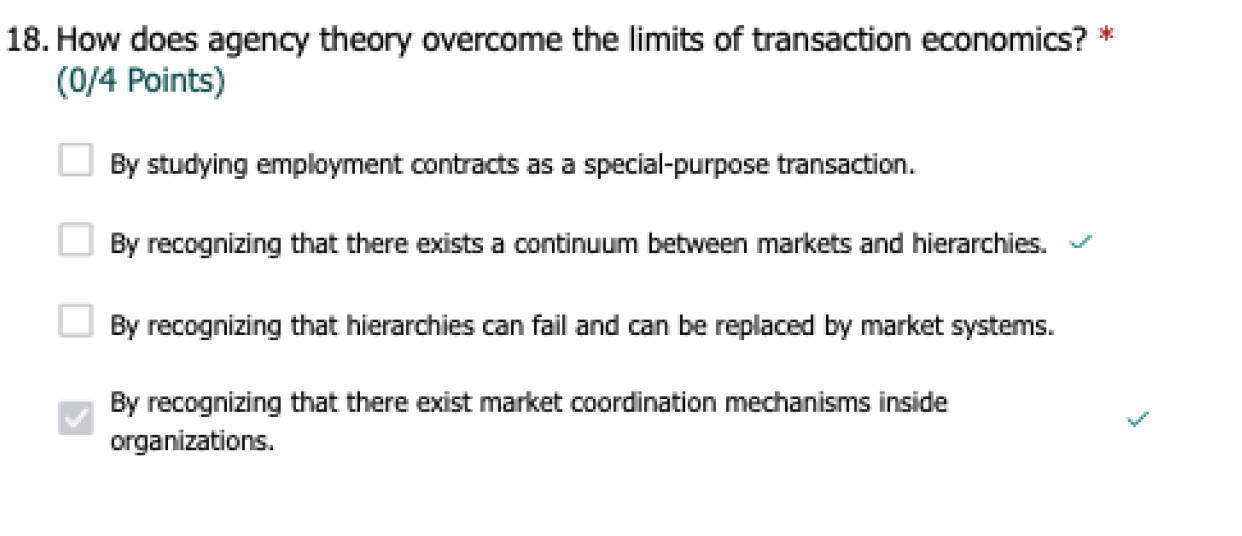 18. How does agency theory overcome the limits of transaction economics? *
(0/4 Points)
By studying employment contracts as a special-purpose transaction.
By recognizing that there exists a continuum between markets and hierarchies.
By recognizing that hierarchies can fail and can be replaced by market systems.
By recognizing that there exist market coordination mechanisms inside
organizations.